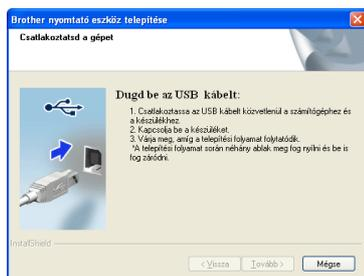 Brother nyomtató eszköz telepítése
Csatlakoztatsd a gépet
Dugd be az USB kábelt:
1. Csatlakoztassa az USB kábelt közvetlenül a számítógéphez és
a készülékhez.
2. Kapcsolja be a készüléket.
3. Várja meg, amíg a telepítési folyamat folytatódik.
*A telepítési folyamat során néhány ablak meg fog nyílni és be is
fog záródni.
InstallShield
< Vissza
Tovább >
Mégse